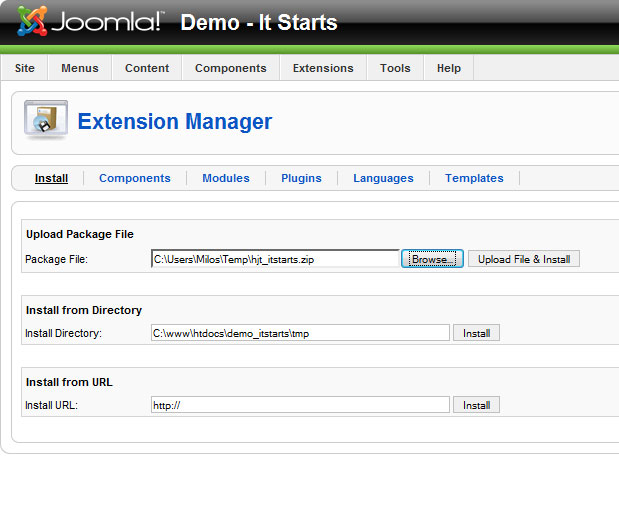 Joomla!™ Demo - It Starts
Site Menus Content Components Extensions Tools Help
Extension Manager
Install Components Modules Plugins Languages Templates
Upload Package File
Package File: C:\Users\Milos\Temp\hjt_itstarts.zip Browse... Upload File & Install
Install from Directory
Install Directory: C:\www\htdocs\demo_itstarts\tmp Install
Install from URL
Install URL: http:// Install